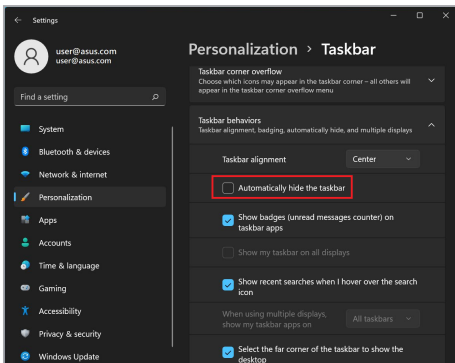 Settings
user@asus.com
user@asus.com
Find a setting
System
Bluetooth & devices
Network & internet
Personalization
Apps
Accounts
Time & language
Gaming
Accessibility
Privacy & security
Windows Update
Personalization > Taskbar
Taskbar corner overflow
Choose which icons may appear in the taskbar corner – all others will
appear in the taskbar corner overflow menu
Taskbar behaviors
Taskbar alignment, badging, automatically hide, and multiple displays
Taskbar alignment
Center
Automatically hide the taskbar
Show badges (unread messages counter) on
taskbar apps
Show my taskbar on all displays
Show recent searches when I hover over the search
icon
When using multiple displays,
show my taskbar apps on
All taskbars
Select the far corner of the taskbar to show the
desktop